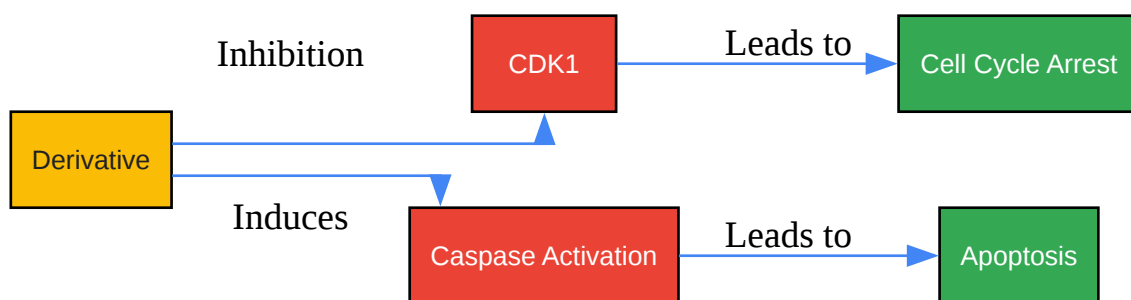 Inhibition
CDK1
Leads to
Cell Cycle Arrest
Derivative
Induces
Caspase Activation
Leads to
Apoptosis